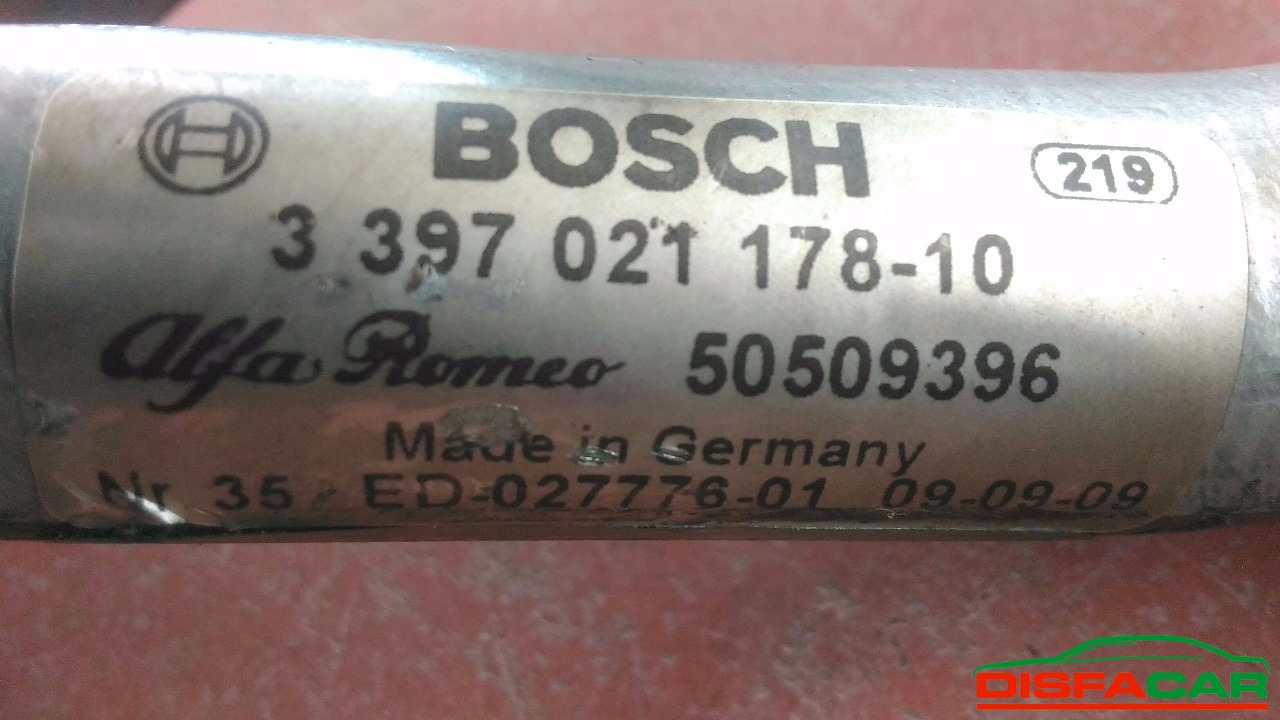 BOSCH 219
3 397 021 178-10
Alfa Romeo 50509396
Made in Germany
Nr 35 / ED-027776-01 09-09-09
DISFACAR